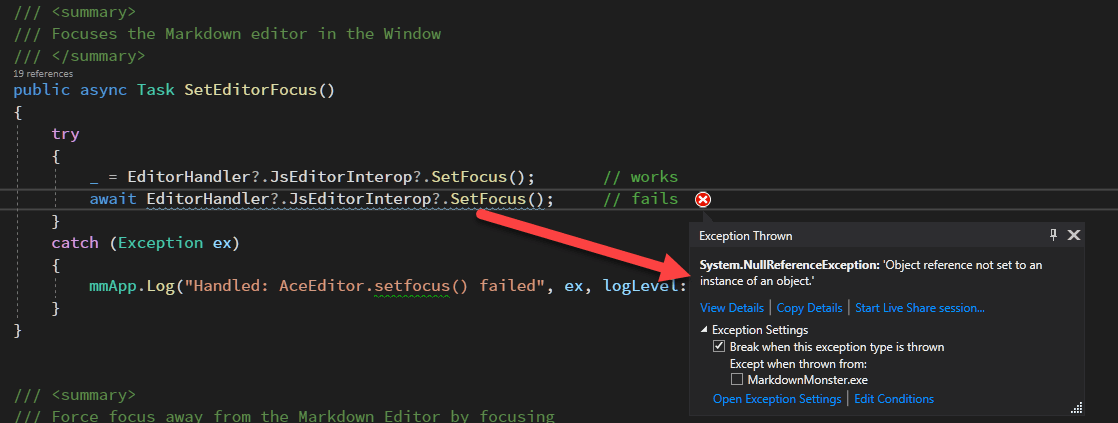 /// <summary>
/// Focuses the Markdown editor in the Window
/// </summary>
19 references
public async Task SetEditorFocus()
{
try
{
_ = EditorHandler?.JsEditorInterop?.SetFocus(); // works
await EditorHandler?.JsEditorInterop?.SetFocus(); // fails
}
catch (Exception ex)
{
mmApp.Log("Handled: AceEditor.setfocus() failed", ex, logLevel:
}
}
Exception Thrown
System.NullReferenceException: 'Object reference not set to an
instance of an object.'
View Details | Copy Details | Start Live Share session...
Exception Settings
Break when this exception type is thrown
Except when thrown from:
MarkdownMonster.exe
Open Exception Settings | Edit Conditions
/// <summary>
/// Force focus away from the Markdown Editor by focusing